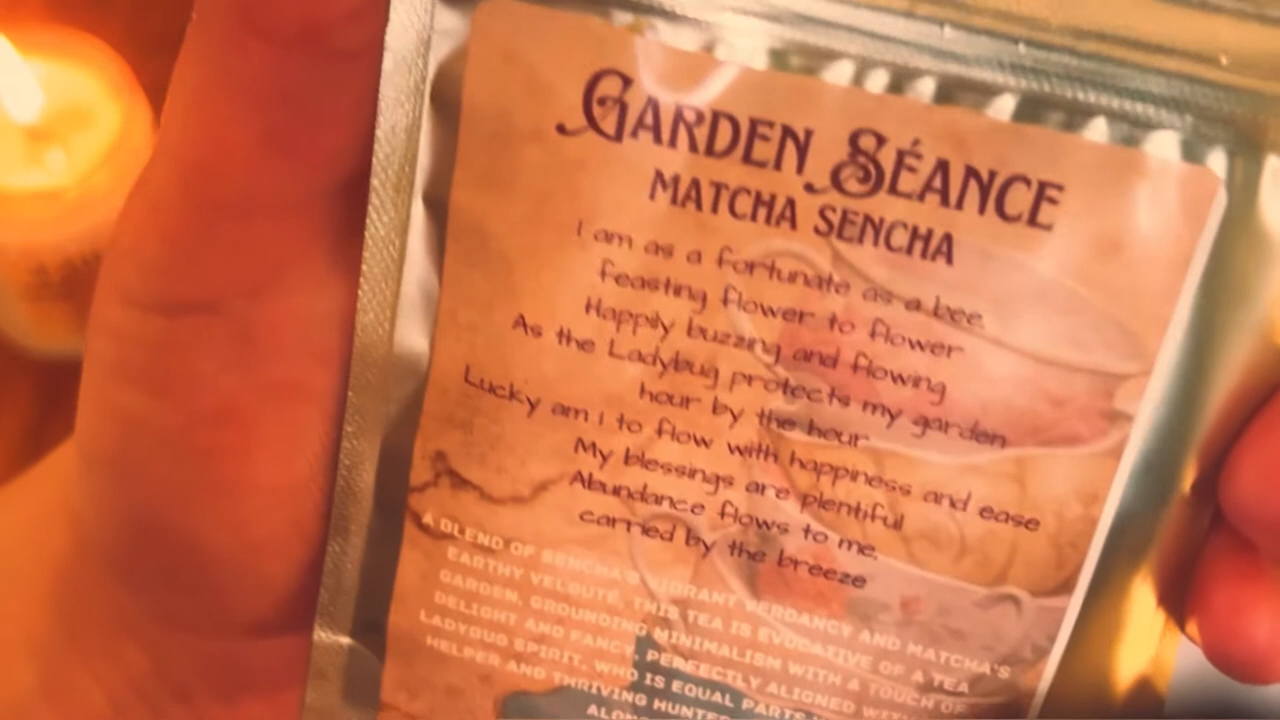 GARDEN SÉANCE
MATCHA SENCHA
I am as a fortunate as a bee
feasting flower to flower
Happily buzzing and flowing
As the Ladybug protects my garden
hour by the hour
Lucky am I to flow with happiness and ease
My blessings are plentiful
Abundance flows to me,
carried by the breeze
A BLEND OF SENCHA'S VERDANCY AND MATCHA'S
EARTHY VELOUTE, THIS TEA IS EVOCATIVE OF A TEA
GARDEN, GROUNDING MINIMALISM WITH A TOUCH OF
DELIGHT AND FANCY, PERFECTLY ALIGNED WITH
LADYBUG SPIRIT, WHO IS EQUAL PARTS
HELPER AND THRIVING HUNTER